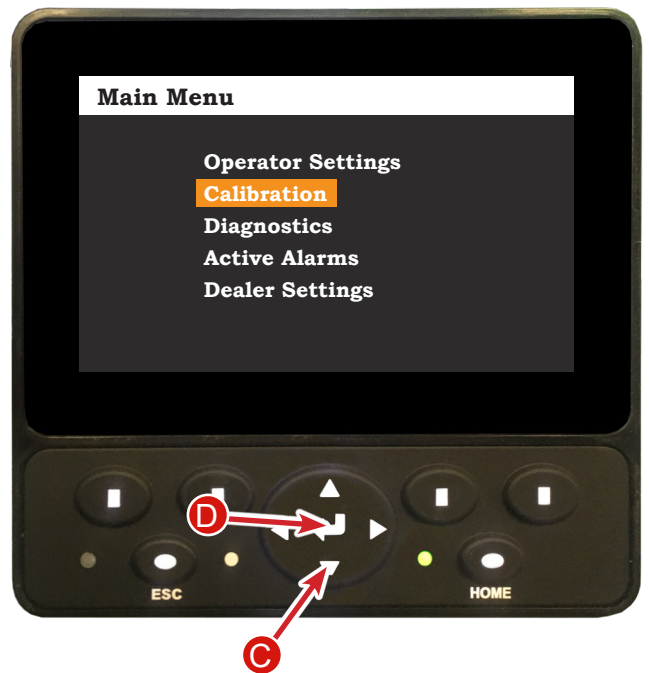 Main Menu
Operator Settings
Calibration
Diagnostics
Active Alarms
Dealer Settings
D
ESC
HOME
C